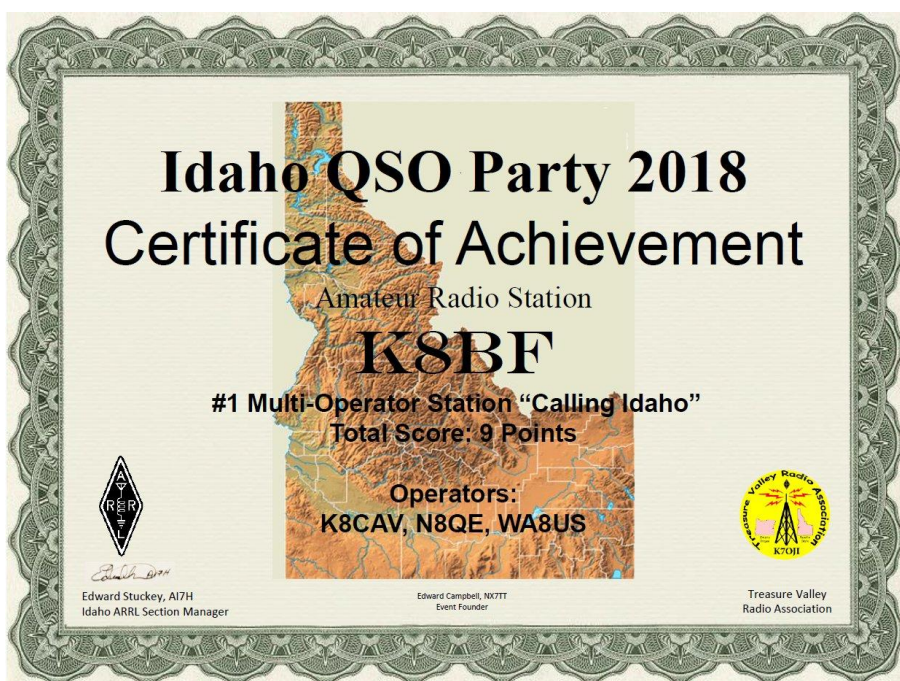 Idaho QSO Party 2018
Certificate of Achievement
Amateur Radio Station
K8BF
#1 Multi-Operator Station “Calling Idaho”
Total Score: 9 Points
Operators:
K8CAV, N8QE, WA8US
A
R R
L
Treasure Valley Radio Association
K7OJI
Edward Stuckey, AI7H
Idaho ARRL Section Manager
Edward Campbell, NX7TT
Event Founder
Treasure Valley
Radio Association